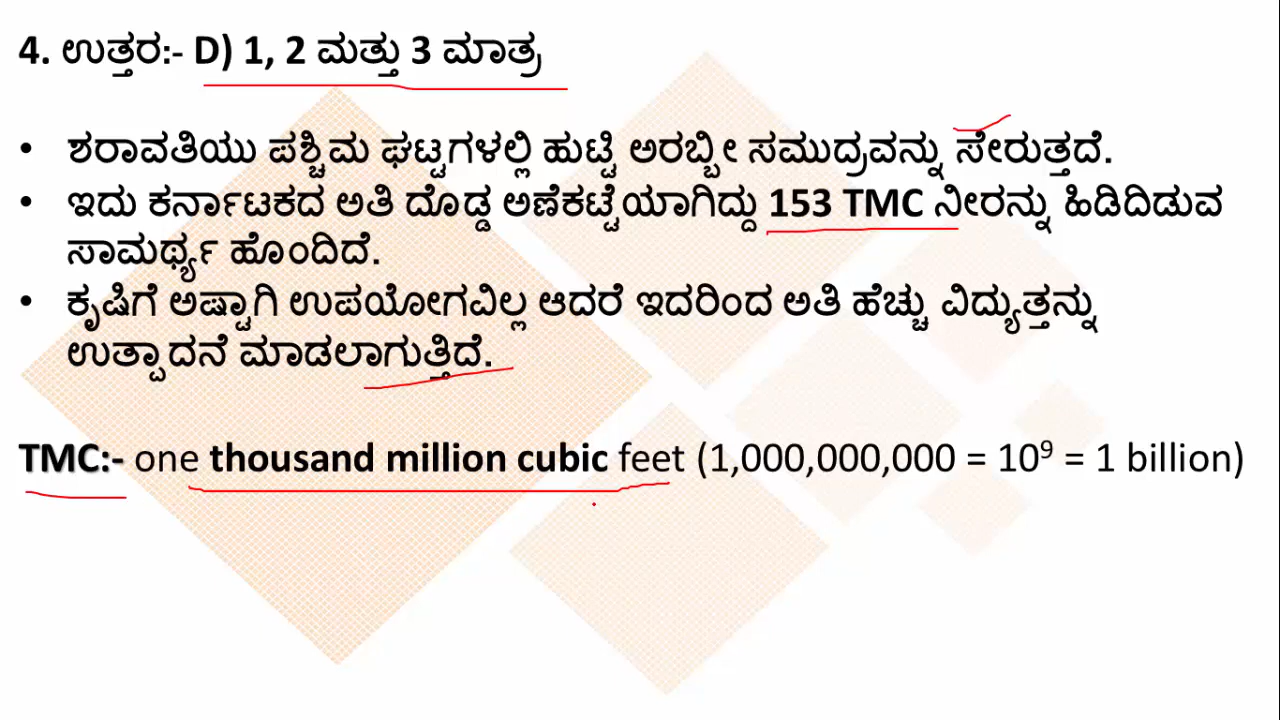 4. ಉತ್ತರ:- D) 1, 2 ಮತ್ತು 3 ಮಾತ್ರ
• ಶರಾವತಿಯು ಪಶ್ಚಿಮ ಘಟ್ಟಗಳಲ್ಲಿ ಹುಟ್ಟಿ ಅರಬ್ಬೀ ಸಮುದ್ರವನ್ನು ಸೇರುತ್ತದೆ.
• ಇದು ಕರ್ನಾಟಕದ ಅತಿ ದೊಡ್ಡ ಅಣೆಕಟ್ಟೆಯಾಗಿದ್ದು 153 TMC ನೀರನ್ನು ಹಿಡಿದಿಡುವ
ಸಾಮರ್ಥ್ಯ ಹೊಂದಿದೆ.
• ಕೃಷಿಗೆ ಅಷ್ಟಾಗಿ ಉಪಯೋಗವಿಲ್ಲ ಆದರೆ ಇದರಿಂದ ಅತಿ ಹೆಚ್ಚು ವಿದ್ಯುತ್ತನ್ನು
ಉತ್ಪಾದನೆ ಮಾಡಲಾಗುತ್ತಿದೆ.
TMC:- one thousand million cubic feet (1,000,000,000 = 10⁹ = 1 billion)